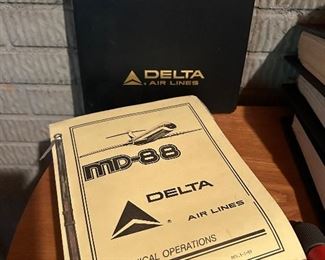 DELTA
AIR LINES
MD-88
DELTA
AIR LINES
ICAL OPERATIONS